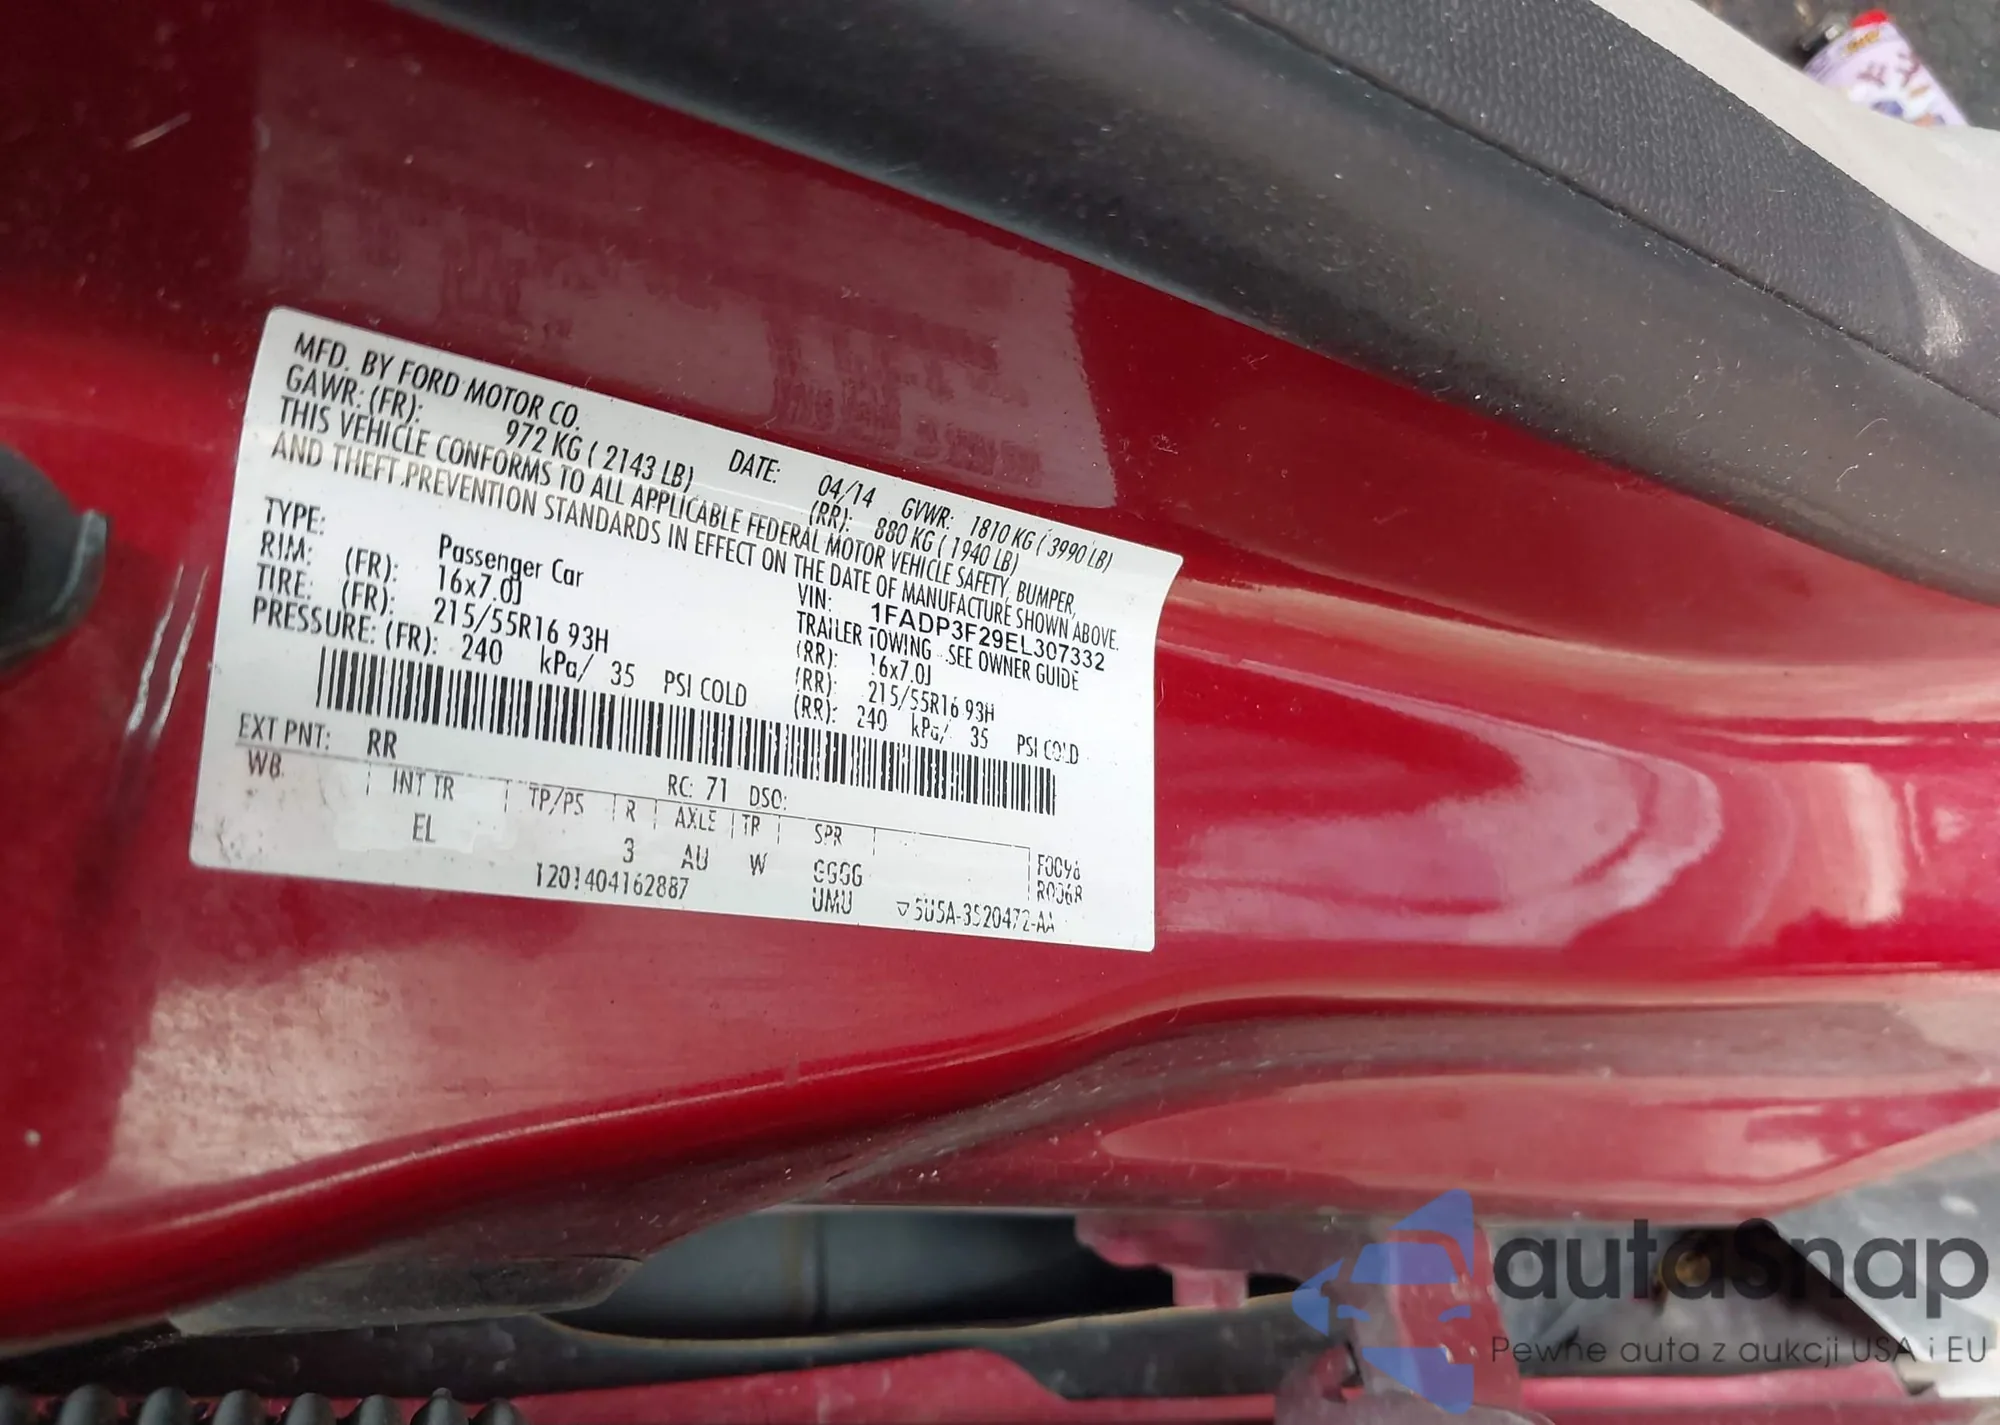 MFD. BY FORD MOTOR CO.
DATE: 04/14 GVWR: 1810 KG ( 3990 LB)
GAWR: (FR): 972 KG ( 2143 LB) (RR): 880 KG ( 1940 LB)
THIS VEHICLE CONFORMS TO ALL APPLICABLE FEDERAL MOTOR VEHICLE SAFETY, BUMPER,
AND THEFT PREVENTION STANDARDS IN EFFECT ON THE DATE OF MANUFACTURE SHOWN ABOVE.
VIN: 1FADP3F29EL307332
TYPE: Passenger Car TRAILER TOWING - SEE OWNER GUIDE
RIM: (FR): 16x7.0J (RR): 16x7.0J
TIRE: (FR): 215/55R16 93H (RR): 215/55R16 93H
PRESSURE: (FR): 240 kPa/ 35 PSI COLD (RR): 240 kPa/ 35 PSI COLD
EXT PNT: RR RC: 71 DSO:
WB INT TR TP/PS R AXLE TR SPR
EL 3 AU W GGGG
UMU
1201404162887
5U5A-3520472-AA
autaSnap
Pewne auta z aukcji USA i EU